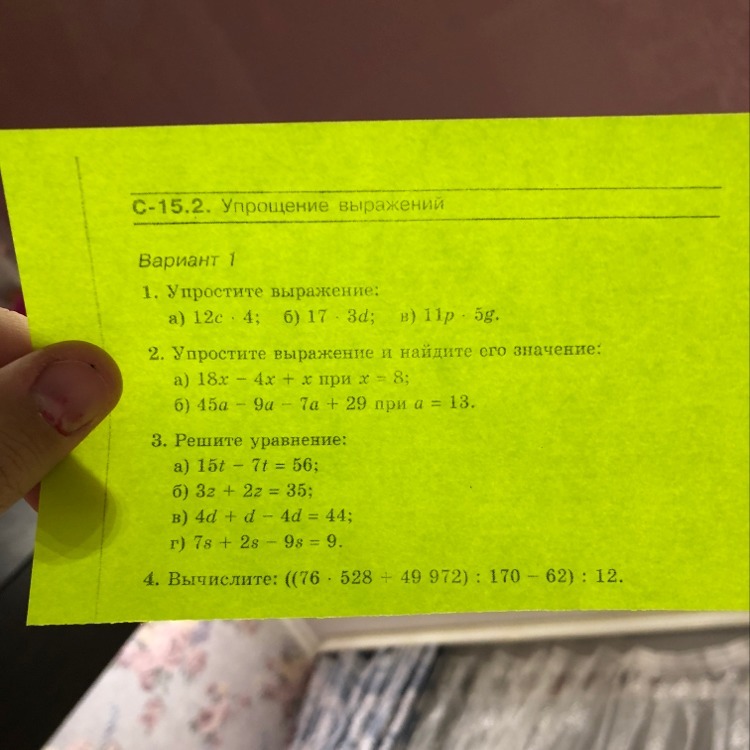 С-15.2. Упрощение выражений
Вариант 1
1. Упростите выражение:
а) 12c · 4; б) 17 · 3d; в) 11p · 5g.
2. Упростите выражение и найдите его значение:
а) 18x − 4x + x при x = 8;
б) 45a − 9a − 7a + 29 при a = 13.
3. Решите уравнение:
а) 15t − 7t = 56;
б) 3z + 2z = 35;
в) 4d + d − 4d = 44;
г) 7s + 2s − 9s = 9.
4. Вычислите: ((76 · 528 + 49 972) : 170 − 62) : 12.